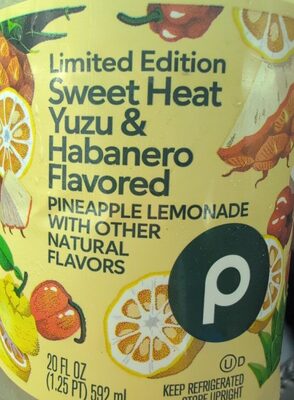 Limited Edition
Sweet Heat
Yuzu &
Habanero
Flavored
PINEAPPLE LEMONADE
WITH OTHER
NATURAL
FLAVORS
p
U D
20 FL OZ
(1.25 PT) 592 ml
KEEP REFRIGERATED
STORE UPRIGHT